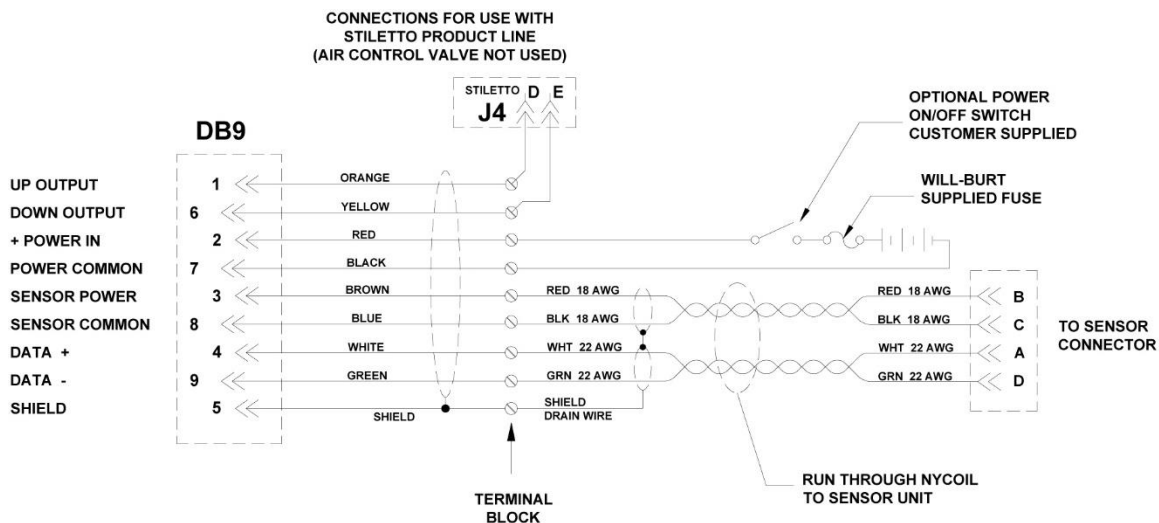 CONNECTIONS FOR USE WITH
STILETTO PRODUCT LINE
(AIR CONTROL VALVE NOT USED)
STILETTO D E
J4
OPTIONAL POWER
ON/OFF SWITCH
CUSTOMER SUPPLIED
WILL-BURT
SUPPLIED FUSE
DB9
UP OUTPUT 1 ORANGE
DOWN OUTPUT 6 YELLOW
+ POWER IN 2 RED
POWER COMMON 7 BLACK
SENSOR POWER 3 BROWN RED 18 AWG RED 18 AWG B
SENSOR COMMON 8 BLUE BLK 18 AWG BLK 18 AWG C
DATA + 4 WHITE WHT 22 AWG WHT 22 AWG A
DATA - 9 GREEN GRN 22 AWG GRN 22 AWG D
SHIELD 5 SHIELD SHIELD
DRAIN WIRE
TO SENSOR
CONNECTOR
TERMINAL
BLOCK
RUN THROUGH NYCOIL
TO SENSOR UNIT